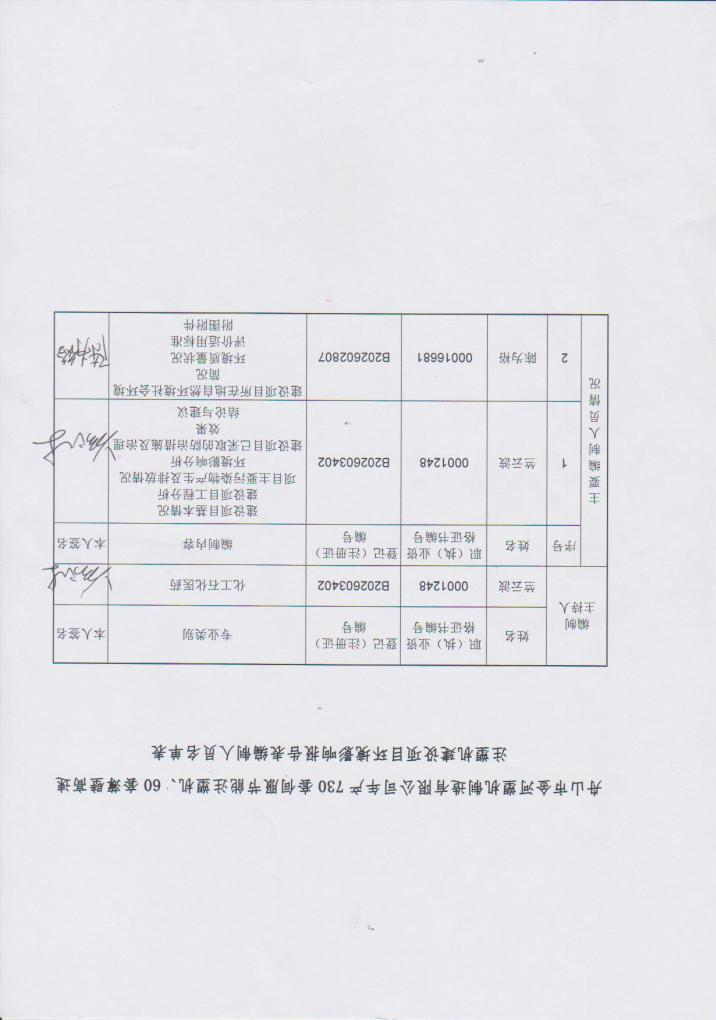 舟山市金河塑机制造有限公司年产 730 套伺服节能注塑机、60 套薄壁高速
注塑机建设项目环境影响报告表编制人员名单表
编制
主持人
姓名
职（执）业资
格证书编号
登记（注册证）
编号
专业类别
本人签名
竺云波
0001248
B202603402
化工石化医药
主要编制人员情况
序号
姓名
职（执）业资
格证书编号
登记（注册证）
编号
编制内容
本人签名
1
竺云波
0001248
B202603402
建设项目基本情况
建设项目工程分析
项目主要污染物产生及排放情况
环境影响分析
建设项目已采取的防治措施及治理
效果
结论与建议
2
陈为裕
00016681
B202602807
建设项目所在地自然环境社会环境
简况
环境质量状况
评价适用标准
附图附件